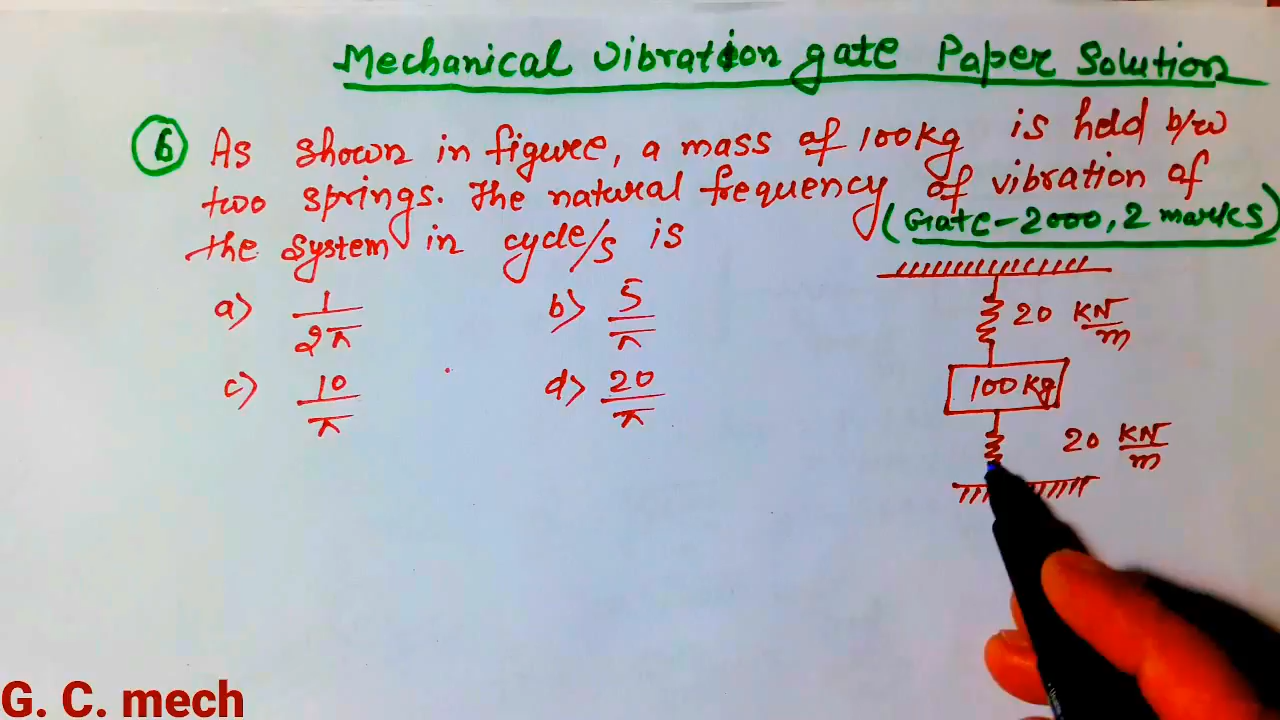 Mechanical vibration gate Paper Solution
6 As shown in figure, a mass of 100kg is held b/w
two springs. The natural frequency of vibration of
the system in cycle/s is
(Gate-2000, 2 marks)
a) 1/2π b) 5/π
c) 10/π d) 20/π
20 KN/m
100Kg
20 KN/m
G. C. mech